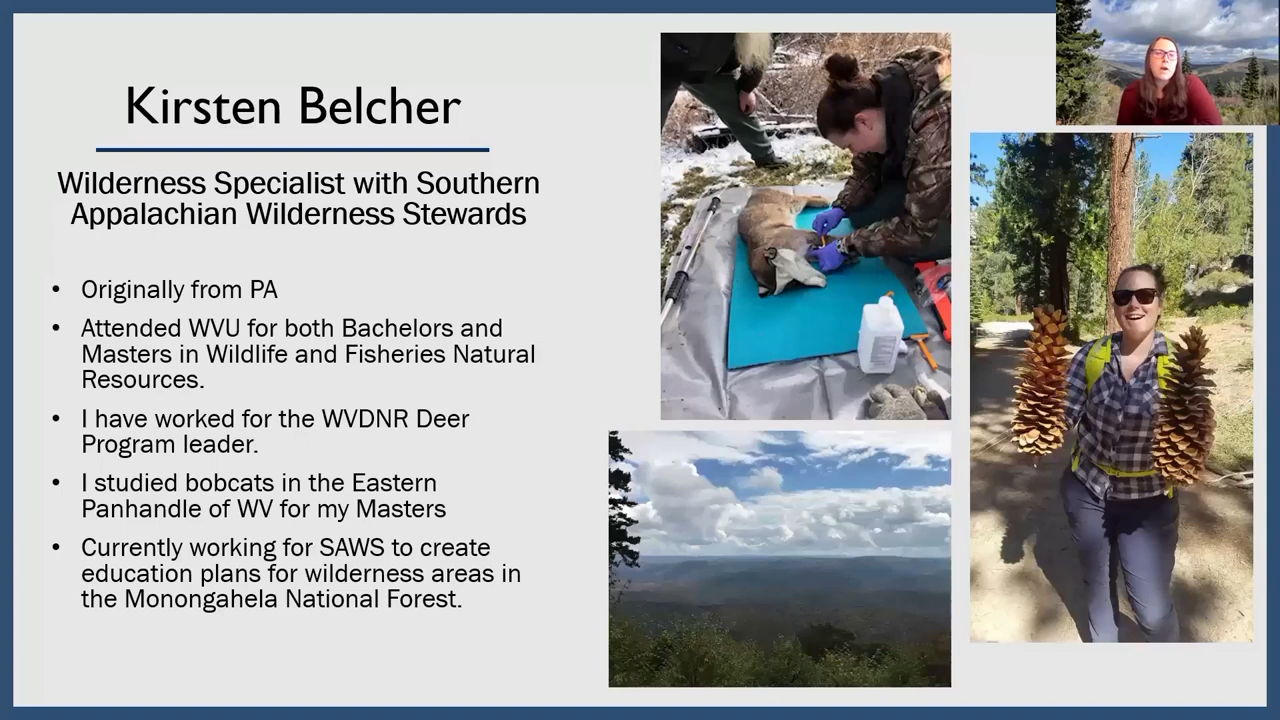 Kirsten Belcher
Wilderness Specialist with Southern
Appalachian Wilderness Stewards
• Originally from PA
• Attended WVU for both Bachelors and
Masters in Wildlife and Fisheries Natural
Resources.
• I have worked for the WVDNR Deer
Program leader.
• I studied bobcats in the Eastern
Panhandle of WV for my Masters
• Currently working for SAWS to create
education plans for wilderness areas in
the Monongahela National Forest.